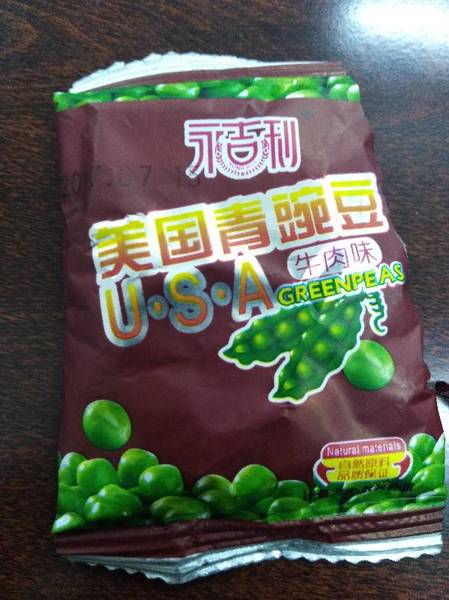 永吉利
美国青豌豆
牛肉味
U·S·A
GREENPEAS
Natural materials
自然原料
品质保证